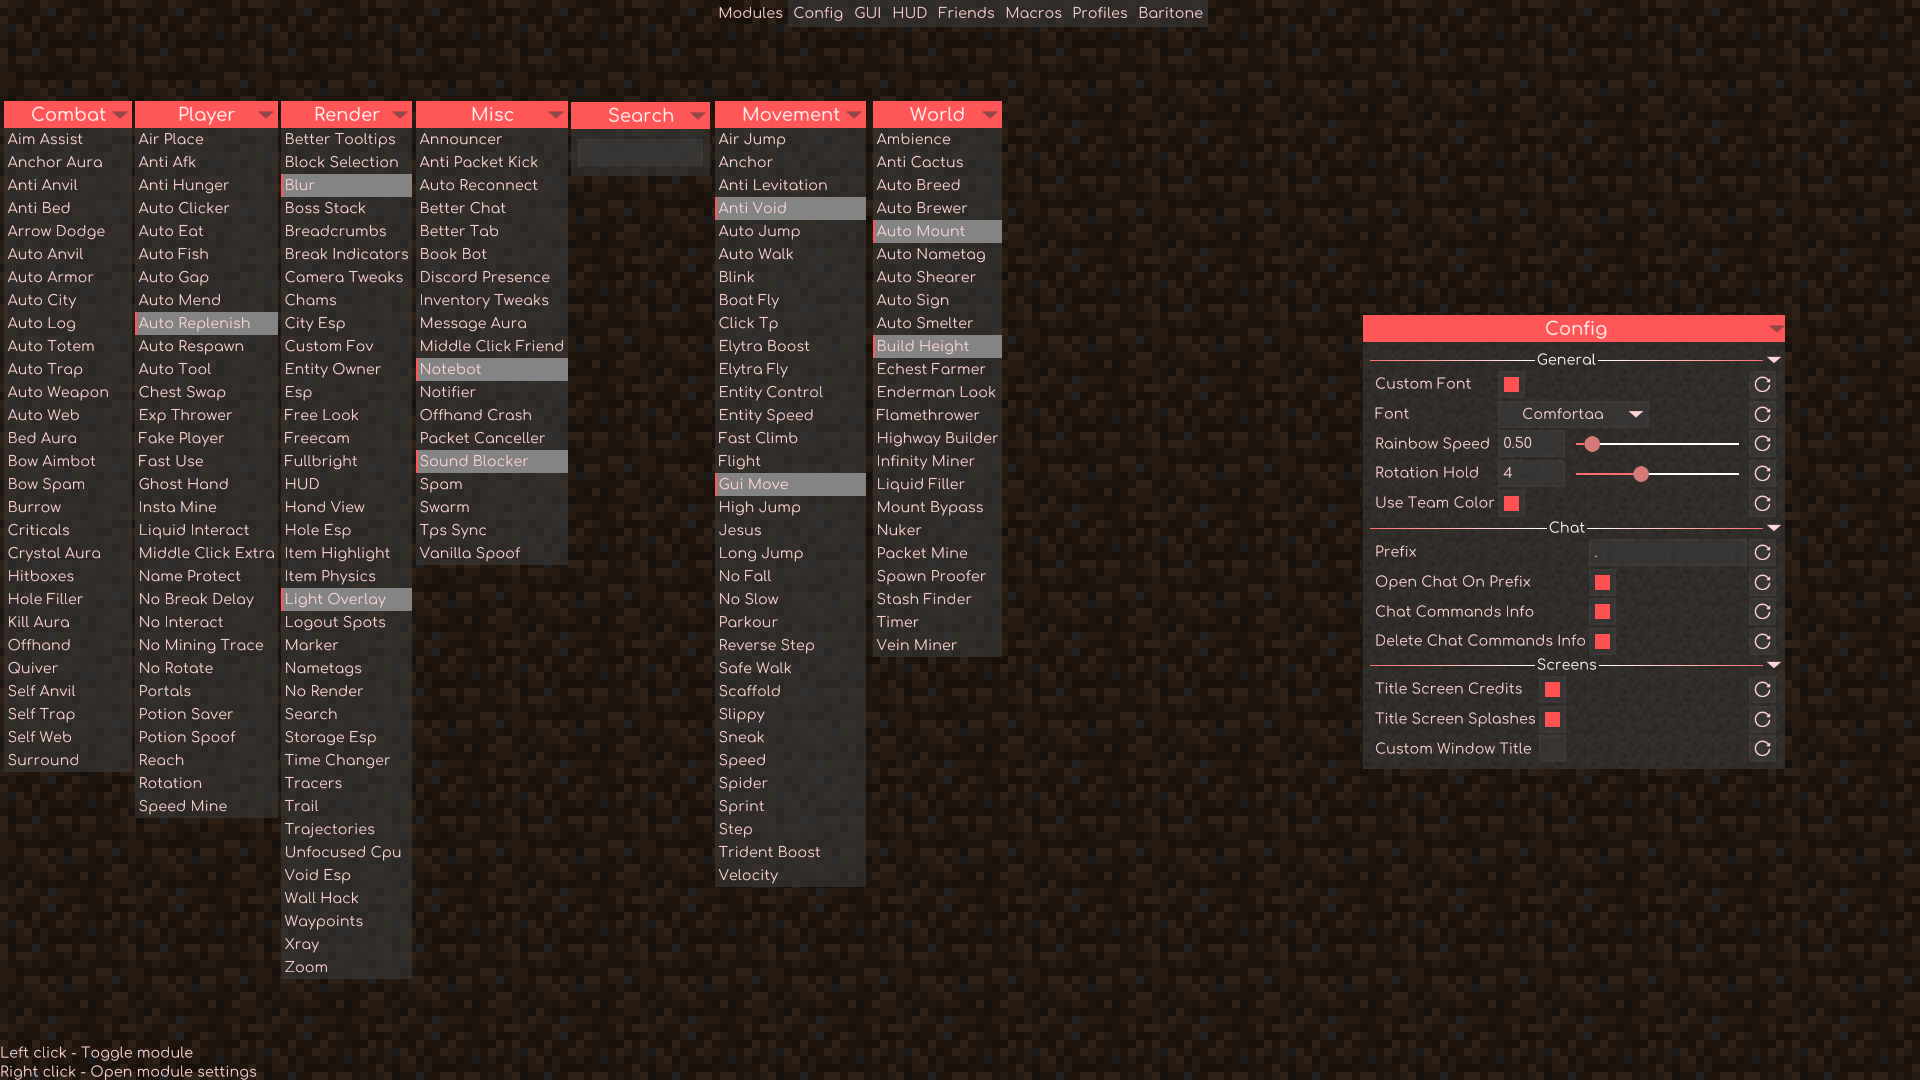 Modules Config GUI HUD Friends Macros Profiles Baritone
Combat
Aim Assist
Anchor Aura
Anti Anvil
Anti Bed
Arrow Dodge
Auto Anvil
Auto Armor
Auto City
Auto Log
Auto Totem
Auto Trap
Auto Weapon
Auto Web
Bed Aura
Bow Aimbot
Bow Spam
Burrow
Criticals
Crystal Aura
Hitboxes
Hole Filler
Kill Aura
Offhand
Quiver
Self Anvil
Self Trap
Self Web
Surround
Player
Air Place
Anti Afk
Anti Hunger
Auto Clicker
Auto Eat
Auto Fish
Auto Gap
Auto Mend
Auto Replenish
Auto Respawn
Auto Tool
Chest Swap
Exp Thrower
Fake Player
Fast Use
Ghost Hand
Insta Mine
Liquid Interact
Middle Click Extra
Name Protect
No Break Delay
No Interact
No Mining Trace
No Rotate
Portals
Potion Saver
Potion Spoof
Reach
Rotation
Speed Mine
Render
Better Tooltips
Block Selection
Blur
Boss Stack
Breadcrumbs
Break Indicators
Camera Tweaks
Chams
City Esp
Custom Fov
Entity Owner
Esp
Free Look
Freecam
Fullbright
HUD
Hand View
Hole Esp
Item Highlight
Item Physics
Light Overlay
Logout Spots
Marker
Nametags
No Render
Search
Storage Esp
Time Changer
Tracers
Trail
Trajectories
Unfocused Cpu
Void Esp
Wall Hack
Waypoints
Xray
Zoom
Misc
Announcer
Anti Packet Kick
Auto Reconnect
Better Chat
Better Tab
Book Bot
Discord Presence
Inventory Tweaks
Message Aura
Middle Click Friend
Notebot
Notifier
Offhand Crash
Packet Canceller
Sound Blocker
Spam
Swarm
Tps Sync
Vanilla Spoof
Search
Movement
Air Jump
Anchor
Anti Levitation
Anti Void
Auto Jump
Auto Walk
Blink
Boat Fly
Click Tp
Elytra Boost
Elytra Fly
Entity Control
Entity Speed
Fast Climb
Flight
Gui Move
High Jump
Jesus
Long Jump
No Fall
No Slow
Parkour
Reverse Step
Safe Walk
Scaffold
Slippy
Sneak
Speed
Spider
Sprint
Step
Trident Boost
Velocity
World
Ambience
Anti Cactus
Auto Breed
Auto Brewer
Auto Mount
Auto Nametag
Auto Shearer
Auto Sign
Auto Smelter
Build Height
Echest Farmer
Enderman Look
Flamethrower
Highway Builder
Infinity Miner
Liquid Filler
Mount Bypass
Nuker
Packet Mine
Spawn Proofer
Stash Finder
Timer
Vein Miner
Config
General
Custom Font
Font Comfortaa
Rainbow Speed 0.50
Rotation Hold 4
Use Team Color
Chat
Prefix .
Open Chat On Prefix
Chat Commands Info
Delete Chat Commands Info
Screens
Title Screen Credits
Title Screen Splashes
Custom Window Title
Left click - Toggle module
Right click - Open module settings